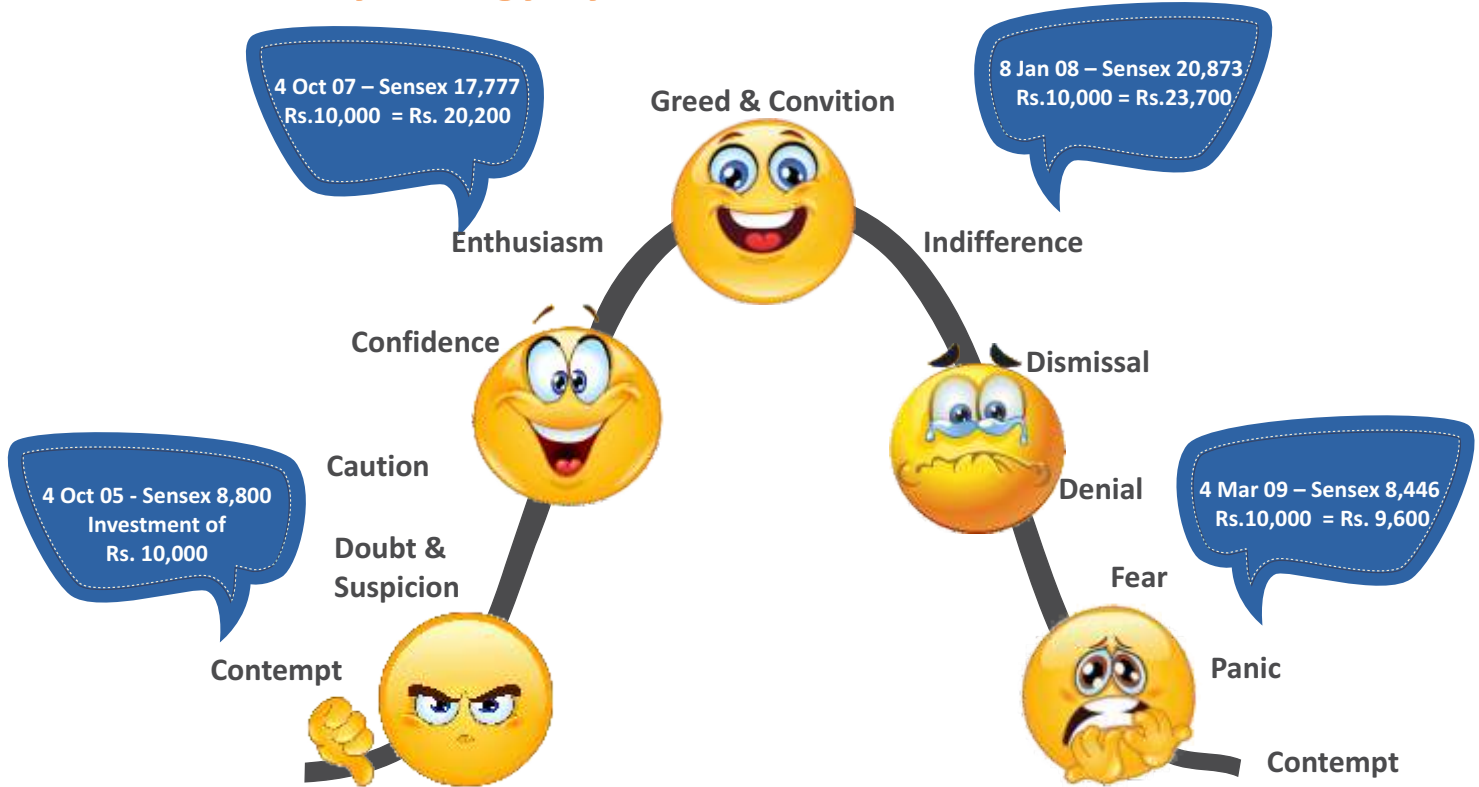 4 Oct 07 – Sensex 17,777
Rs.10,000 = Rs. 20,200
8 Jan 08 – Sensex 20,873
Rs.10,000 = Rs.23,700
Greed & Convition
Enthusiasm
Indifference
Confidence
Dismissal
Caution
Denial
4 Oct 05 - Sensex 8,800
Investment of
Rs. 10,000
4 Mar 09 – Sensex 8,446
Rs.10,000 = Rs. 9,600
Doubt &
Suspicion
Fear
Contempt
Panic
Contempt